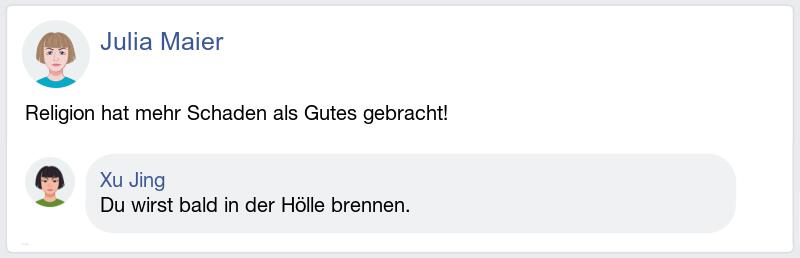 Julia Maier
Religion hat mehr Schaden als Gutes gebracht!
Xu Jing
Du wirst bald in der Hölle brennen.